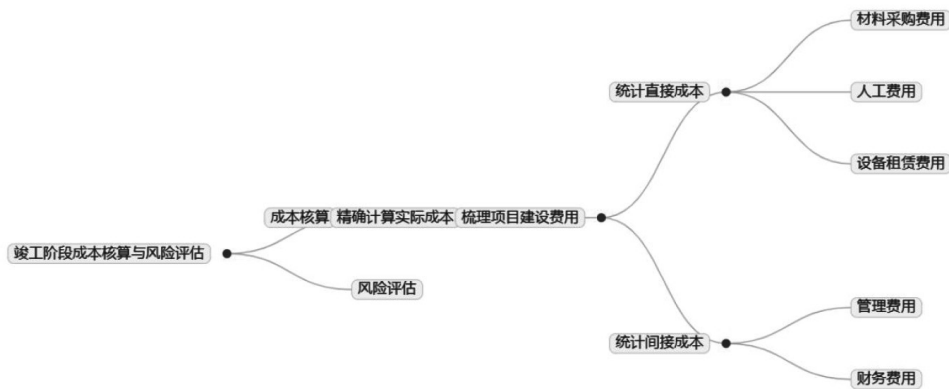 竣工阶段成本核算与风险评估
成本核算
精确计算实际成本
梳理项目建设费用
统计直接成本
材料采购费用
人工费用
设备租赁费用
统计间接成本
管理费用
财务费用
风险评估